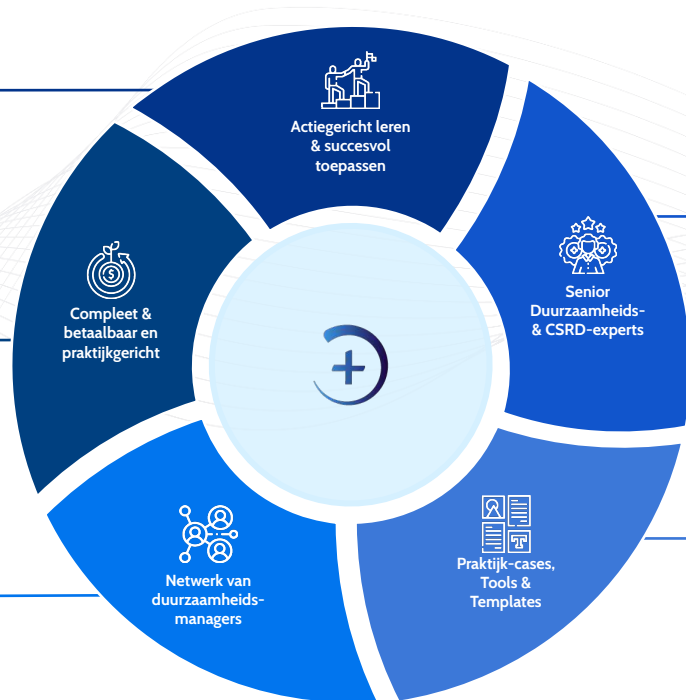 Actiegericht leren
& succesvol
toepassen
Senior
Duurzaamheids-
& CSRD-experts
Praktijk-cases,
Tools &
Templates
Netwerk van
duurzaamheids-
managers
Compleet &
betaalbaar en
praktijkgericht